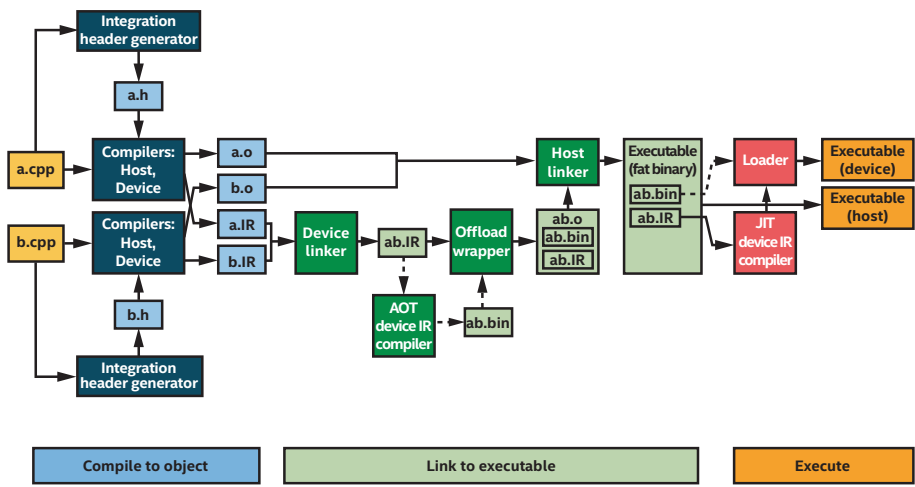 Integration
header generator
a.h
a.cpp
Compilers:
Host,
Device
a.o
b.o
b.cpp
Compilers:
Host,
Device
a.IR
b.IR
b.h
Integration
header generator
Device
linker
ab.IR
AOT
device IR
compiler
ab.bin
Offload
wrapper
Host
linker
ab.o
ab.bin
ab.IR
Executable
(fat binary)
ab.bin
ab.IR
Loader
JIT
device IR
compiler
Executable
(device)
Executable
(host)
Compile to object
Link to executable
Execute